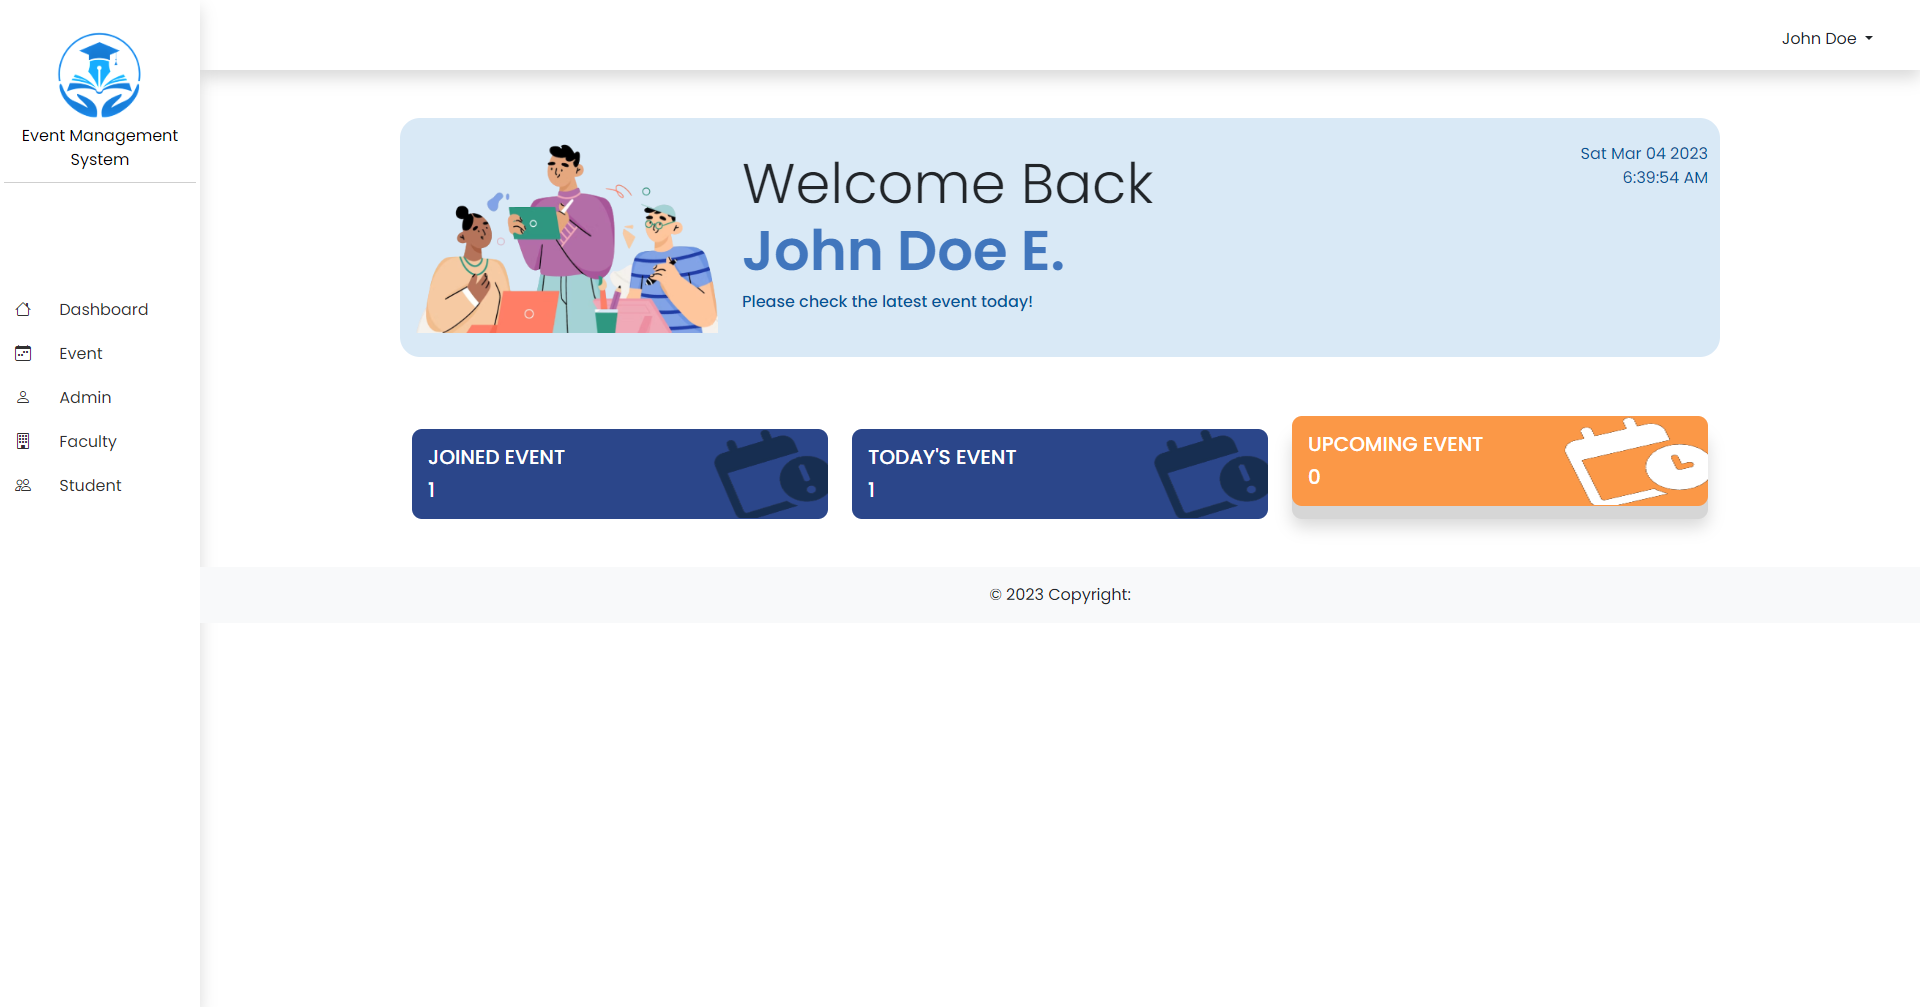 Event Management
System
Dashboard
Event
Admin
Faculty
Student
John Doe
Welcome Back
John Doe E.
Please check the latest event today!
Sat Mar 04 2023
6:39:54 AM
JOINED EVENT
1
TODAY'S EVENT
1
UPCOMING EVENT
0
© 2023 Copyright: